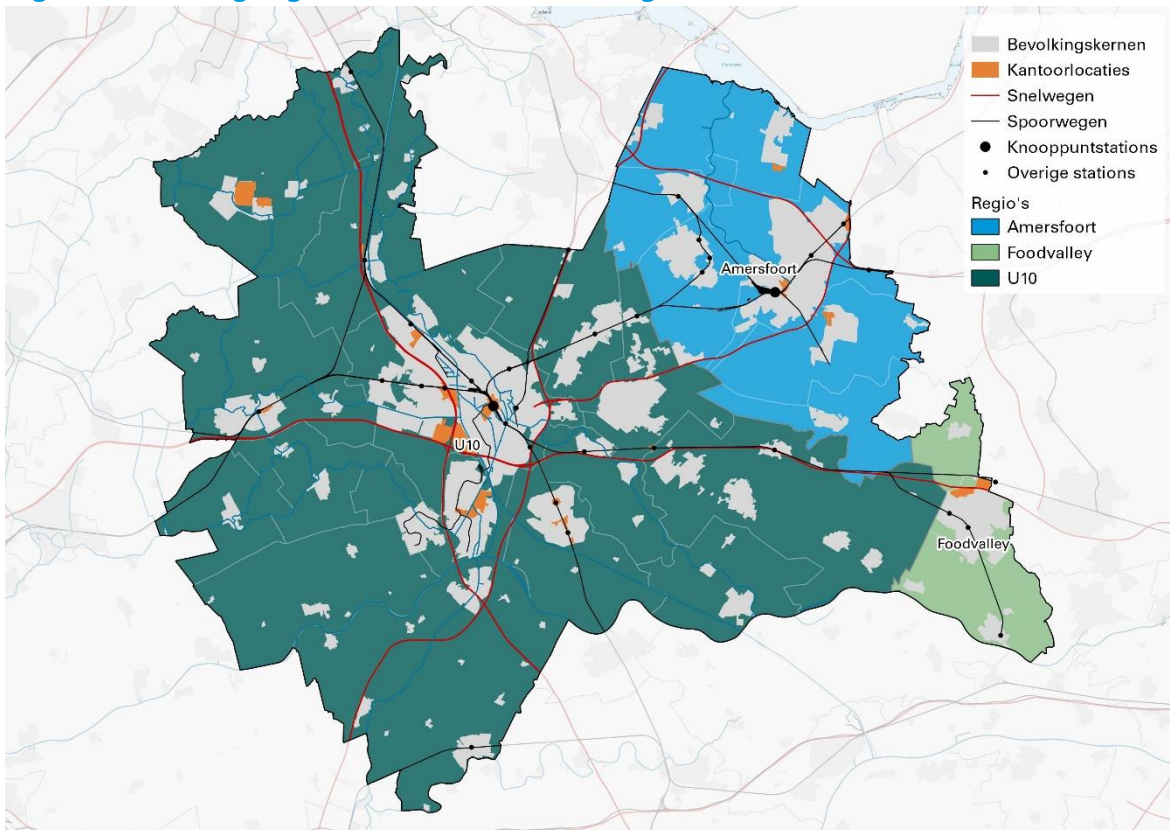 Bevolkingskernen
Kantoorlocaties
Snelwegen
Spoorwegen
Knooppuntstations
Overige stations
Regio's
Amersfoort
Foodvalley
U10
Amersfoort
U10
Foodvalley